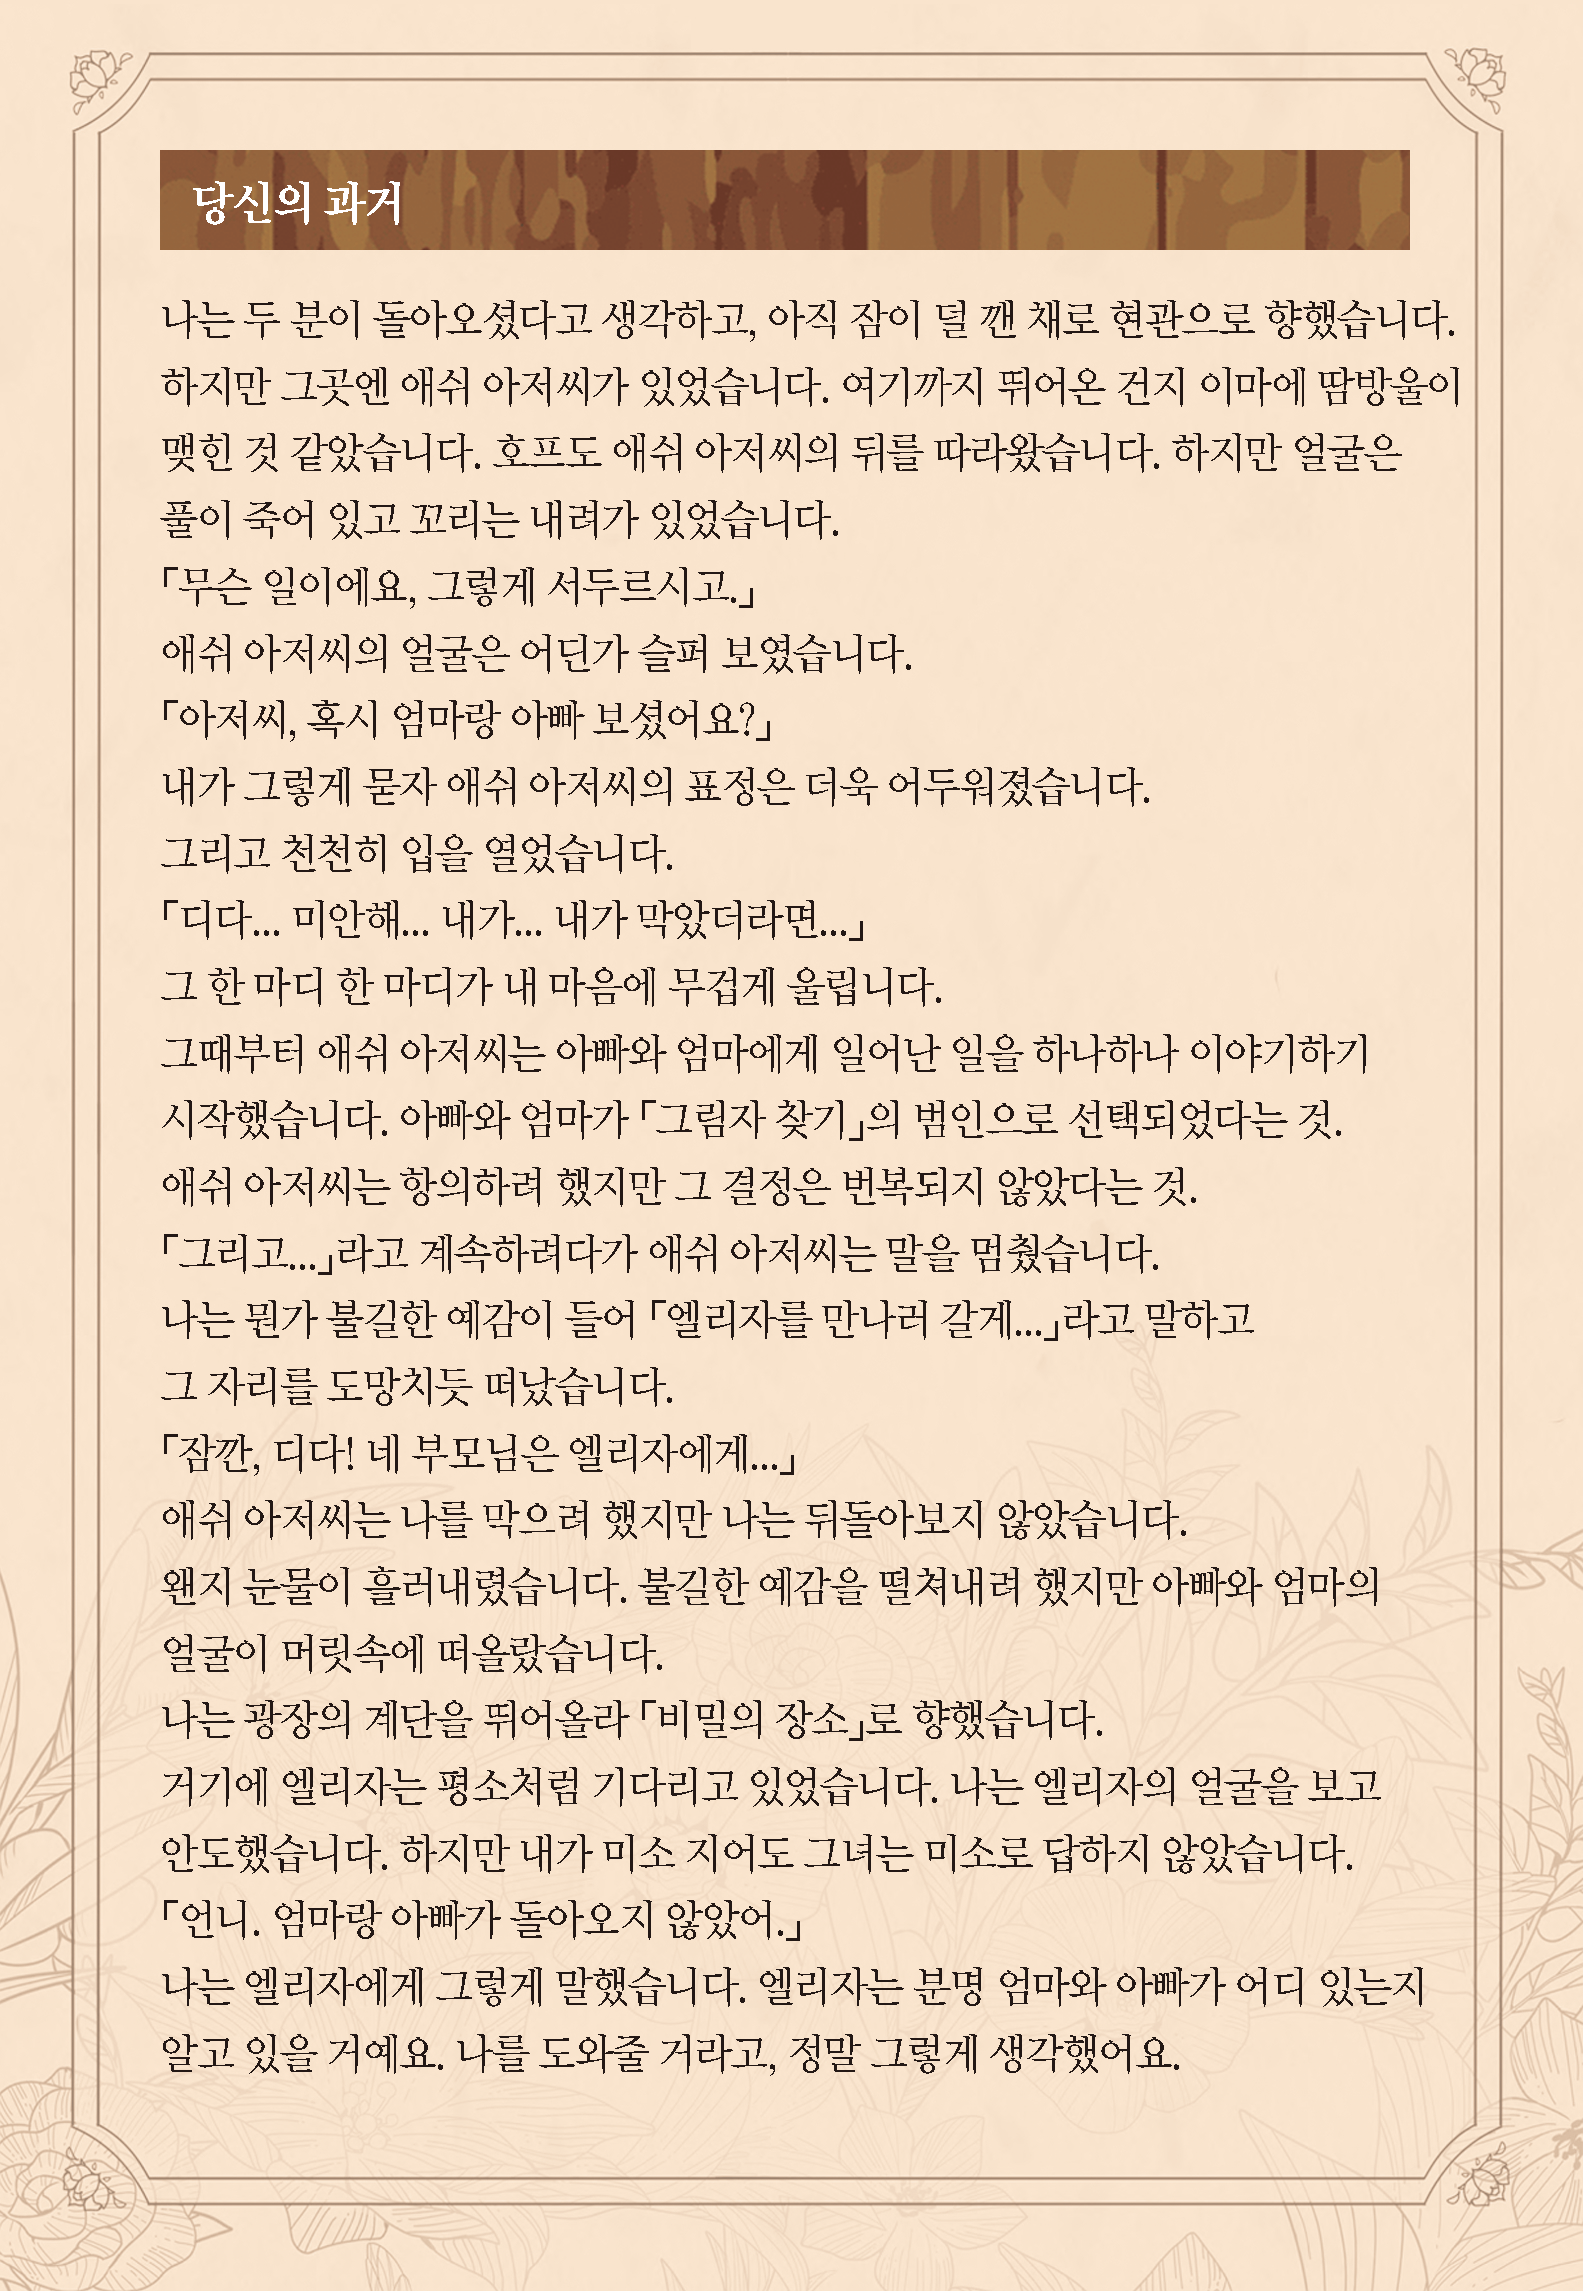 당신의 과거
나는 두 분이 돌아오셨다고 생각하고, 아직 잠이 덜 깬 채로 현관으로 향했습니다.
하지만 그곳엔 애쉬 아저씨가 있었습니다. 여기까지 뛰어온 건지 이마에 땀방울이
맺힌 것 같았습니다. 호프도 애쉬 아저씨의 뒤를 따라왔습니다. 하지만 얼굴은
풀이 죽어 있고 꼬리는 내려가 있었습니다.
「무슨 일이에요, 그렇게 서두르시고.」
애쉬 아저씨의 얼굴은 어딘가 슬퍼 보였습니다.
「아저씨, 혹시 엄마랑 아빠 보셨어요?」
내가 그렇게 묻자 애쉬 아저씨의 표정은 더욱 어두워졌습니다.
그리고 천천히 입을 열었습니다.
「디다... 미안해... 내가... 내가 막았더라면...」
그 한 마디 한 마디가 내 마음에 무겁게 울립니다.
그때부터 애쉬 아저씨는 아빠와 엄마에게 일어난 일을 하나하나 이야기하기
시작했습니다. 아빠와 엄마가 「그림자 찾기」의 범인으로 선택되었다는 것.
애쉬 아저씨는 항의하려 했지만 그 결정은 번복되지 않았다는 것.
「그리고...」라고 계속하려다가 애쉬 아저씨는 말을 멈췄습니다.
나는 뭔가 불길한 예감이 들어 「엘리자를 만나러 갈게...」라고 말하고
그 자리를 도망치듯 떠났습니다.
「잠깐, 디다! 네 부모님은 엘리자에게...」
애쉬 아저씨는 나를 막으려 했지만 나는 뒤돌아보지 않았습니다.
왠지 눈물이 흘러내렸습니다. 불길한 예감을 떨쳐내려 했지만 아빠와 엄마의
얼굴이 머릿속에 떠올랐습니다.
나는 광장의 계단을 뛰어올라 「비밀의 장소」로 향했습니다.
거기에 엘리자는 평소처럼 기다리고 있었습니다. 나는 엘리자의 얼굴을 보고
안도했습니다. 하지만 내가 미소 지어도 그녀는 미소로 답하지 않았습니다.
「언니. 엄마랑 아빠가 돌아오지 않았어.」
나는 엘리자에게 그렇게 말했습니다. 엘리자는 분명 엄마와 아빠가 어디 있는지
알고 있을 거예요. 나를 도와줄 거라고, 정말 그렇게 생각했어요.